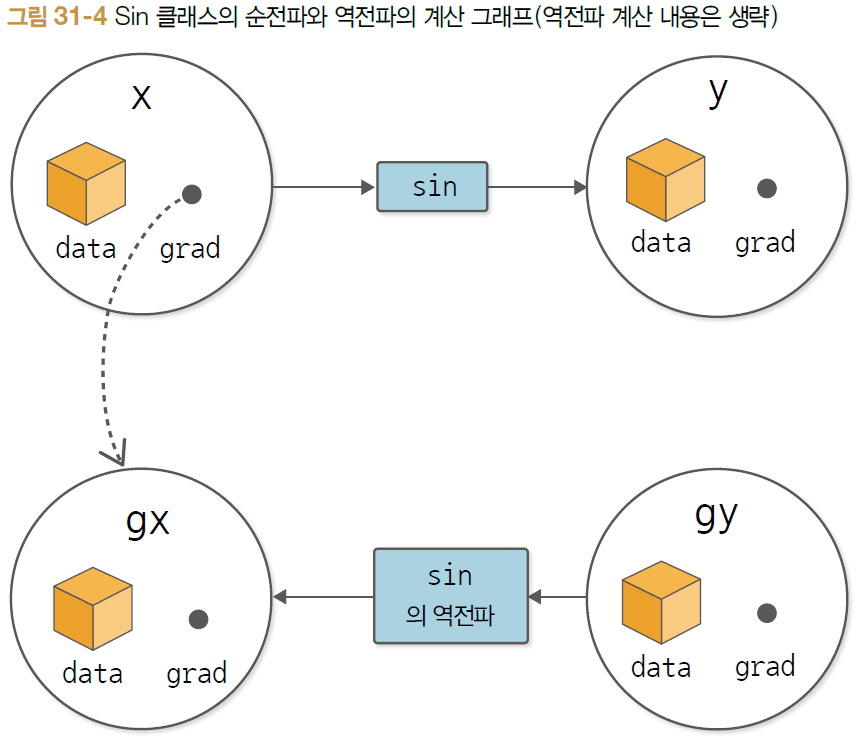 그림 31-4 Sin 클래스의 순전파와 역전파의 계산 그래프(역전파 계산 내용은 생략)
x
data
grad
sin
y
data
grad
gx
data
grad
sin
의 역전파
gy
data
grad